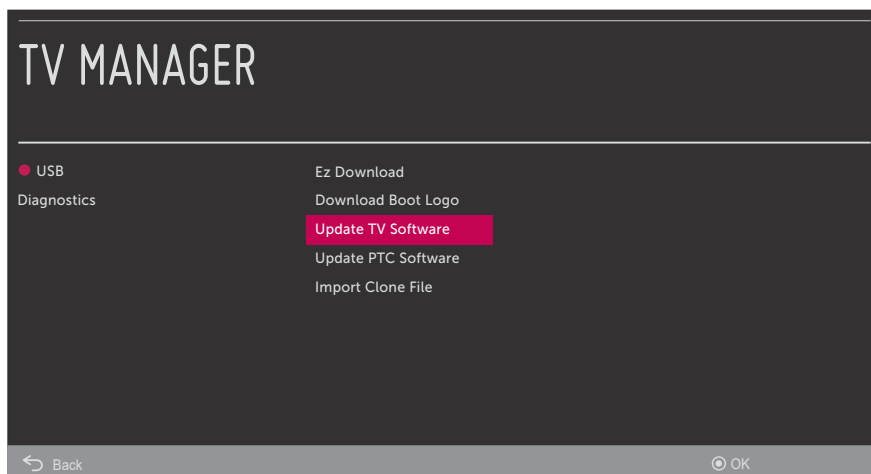 TV MANAGER
USB
Diagnostics
Ez Download
Download Boot Logo
Update TV Software
Update PTC Software
Import Clone File
Back
OK